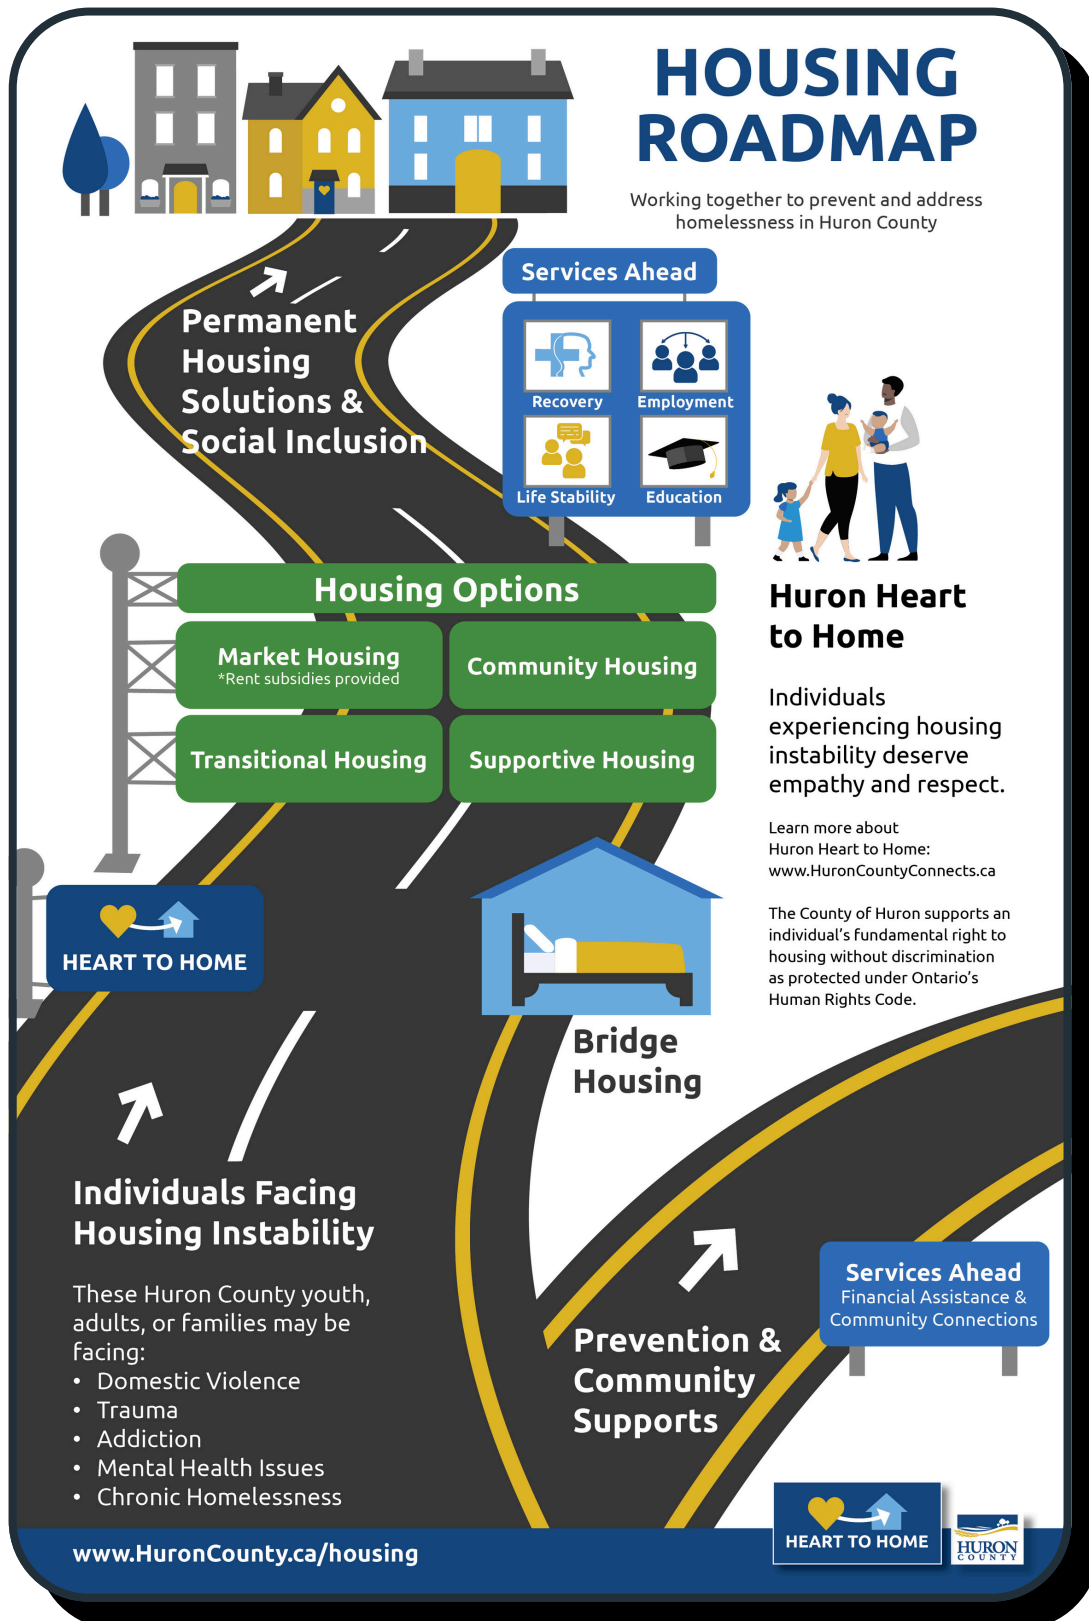 HOUSING
ROADMAP
Working together to prevent and address
homelessness in Huron County
Services Ahead
Recovery
Employment
Life Stability
Education
Permanent
Housing
Solutions &
Social Inclusion
Housing Options
Market Housing
*Rent subsidies provided
Community Housing
Transitional Housing
Supportive Housing
Huron Heart
to Home
Individuals
experiencing housing
instability deserve
empathy and respect.
Learn more about
Huron Heart to Home:
www.HuronCountyConnects.ca
The County of Huron supports an
individual's fundamental right to
housing without discrimination
as protected under Ontario's
Human Rights Code.
HEART TO HOME
Bridge
Housing
Individuals Facing
Housing Instability
These Huron County youth,
adults, or families may be
facing:
• Domestic Violence
• Trauma
• Addiction
• Mental Health Issues
• Chronic Homelessness
Prevention &
Community
Supports
Services Ahead
Financial Assistance &
Community Connections
www.HuronCounty.ca/housing
HEART TO HOME
HURON
COUNTY